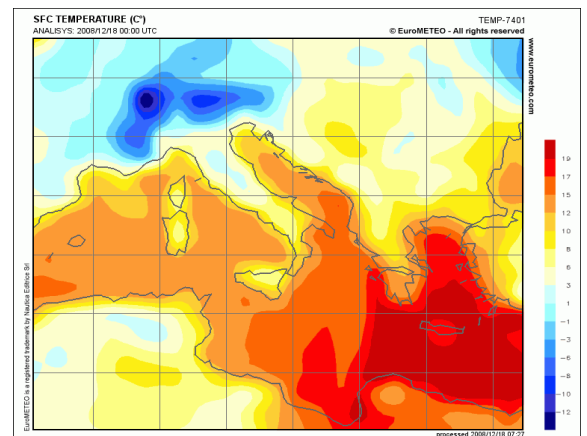 SFC TEMPERATURE (C°)
TEMP-7401
ANALISYS: 2008/12/18 00:00 UTC
© EuroMETEO - All rights reserved
www.eurometeo.com
EuroMETEO is a registered trademark by Nautica Editrice Srl
19
17
15
12
10
8
6
3
1
-1
-3
-6
-8
-10
-12
processed 2008/12/18 07:27